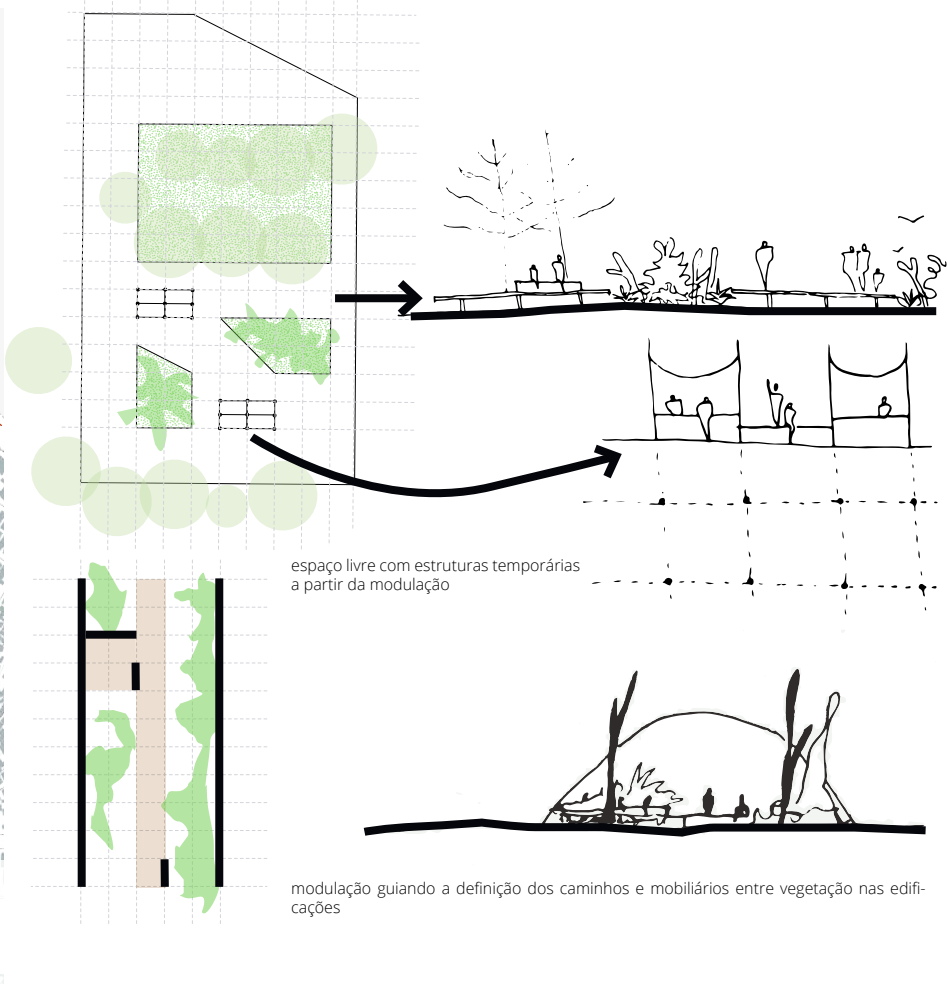 espaço livre com estruturas temporárias
a partir da modulação
modulação guiando a definição dos caminhos e mobiliários entre vegetação nas edifi-
cações